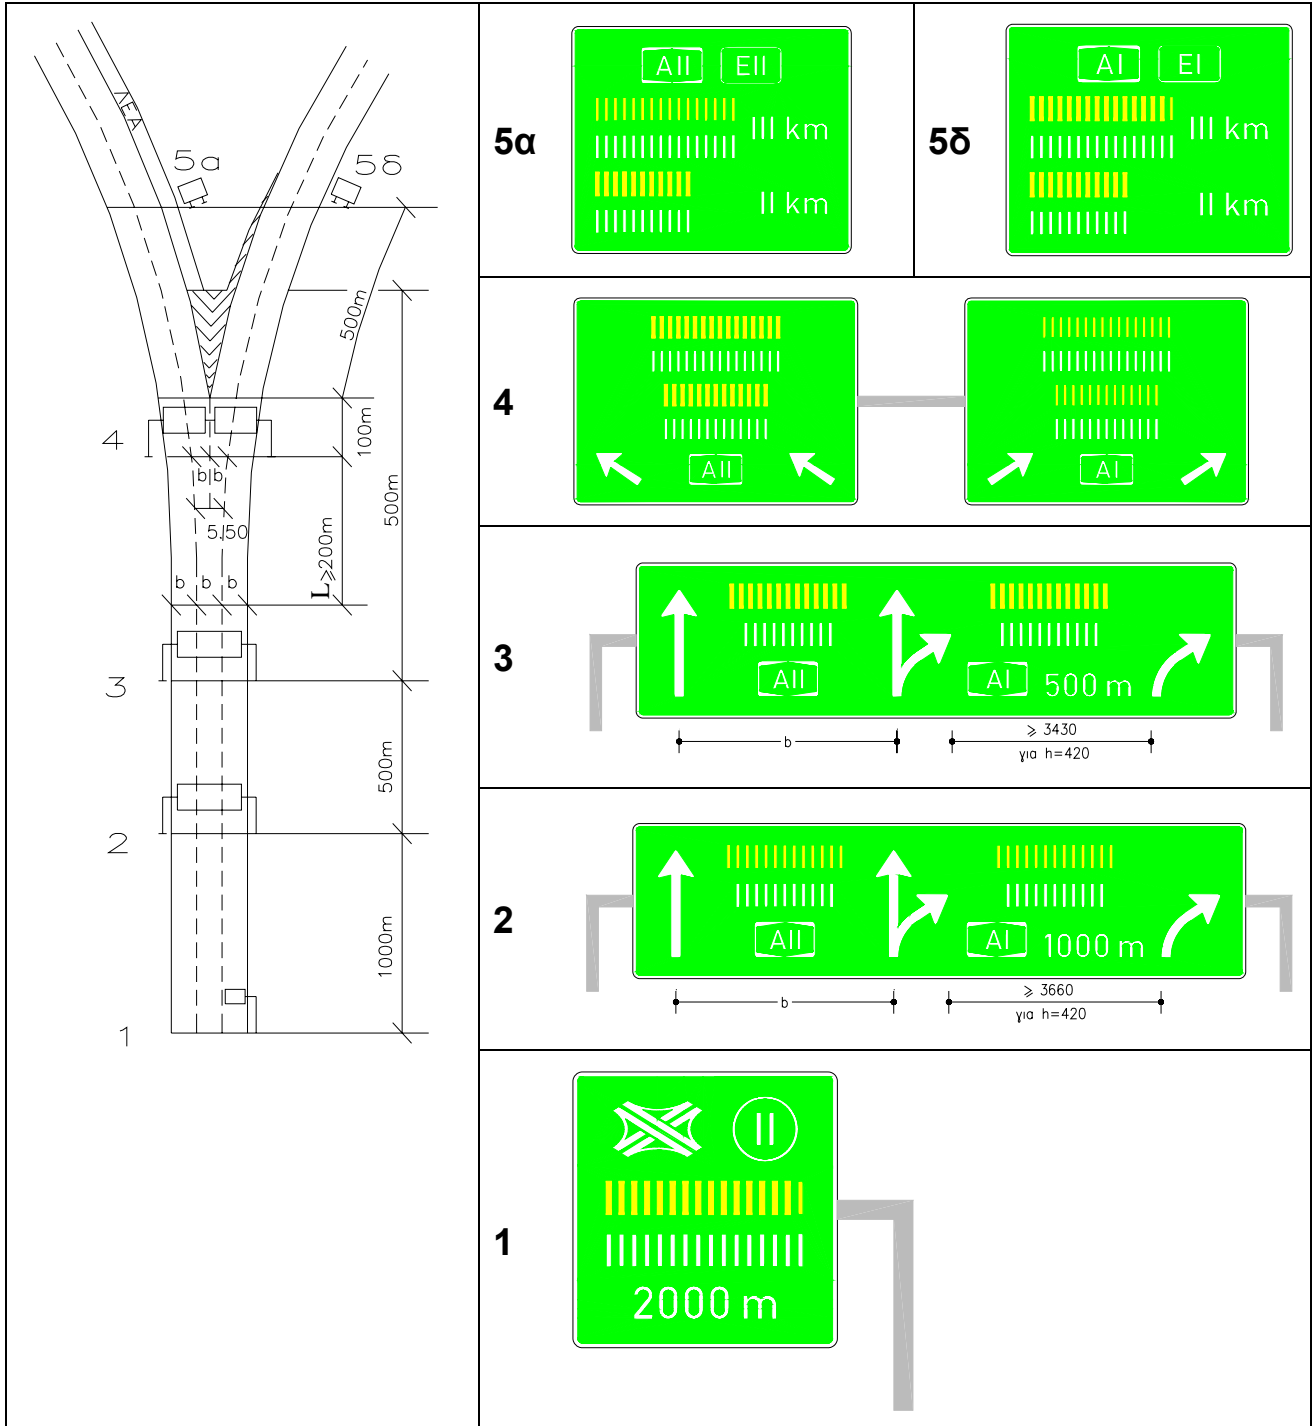 ΛΕΑ
5α
5δ
500m
100m
4
b b
5.50
500m
L≥200m
b b b
3
500m
2
1000m
1
5α
AII EII
III km
II km
5δ
AI EI
III km
II km
4
AII
AI
3
AII
AI 500 m
b
≥ 3430
για h=420
2
AII
AI 1000 m
b
≥ 3660
για h=420
1
II
2000 m